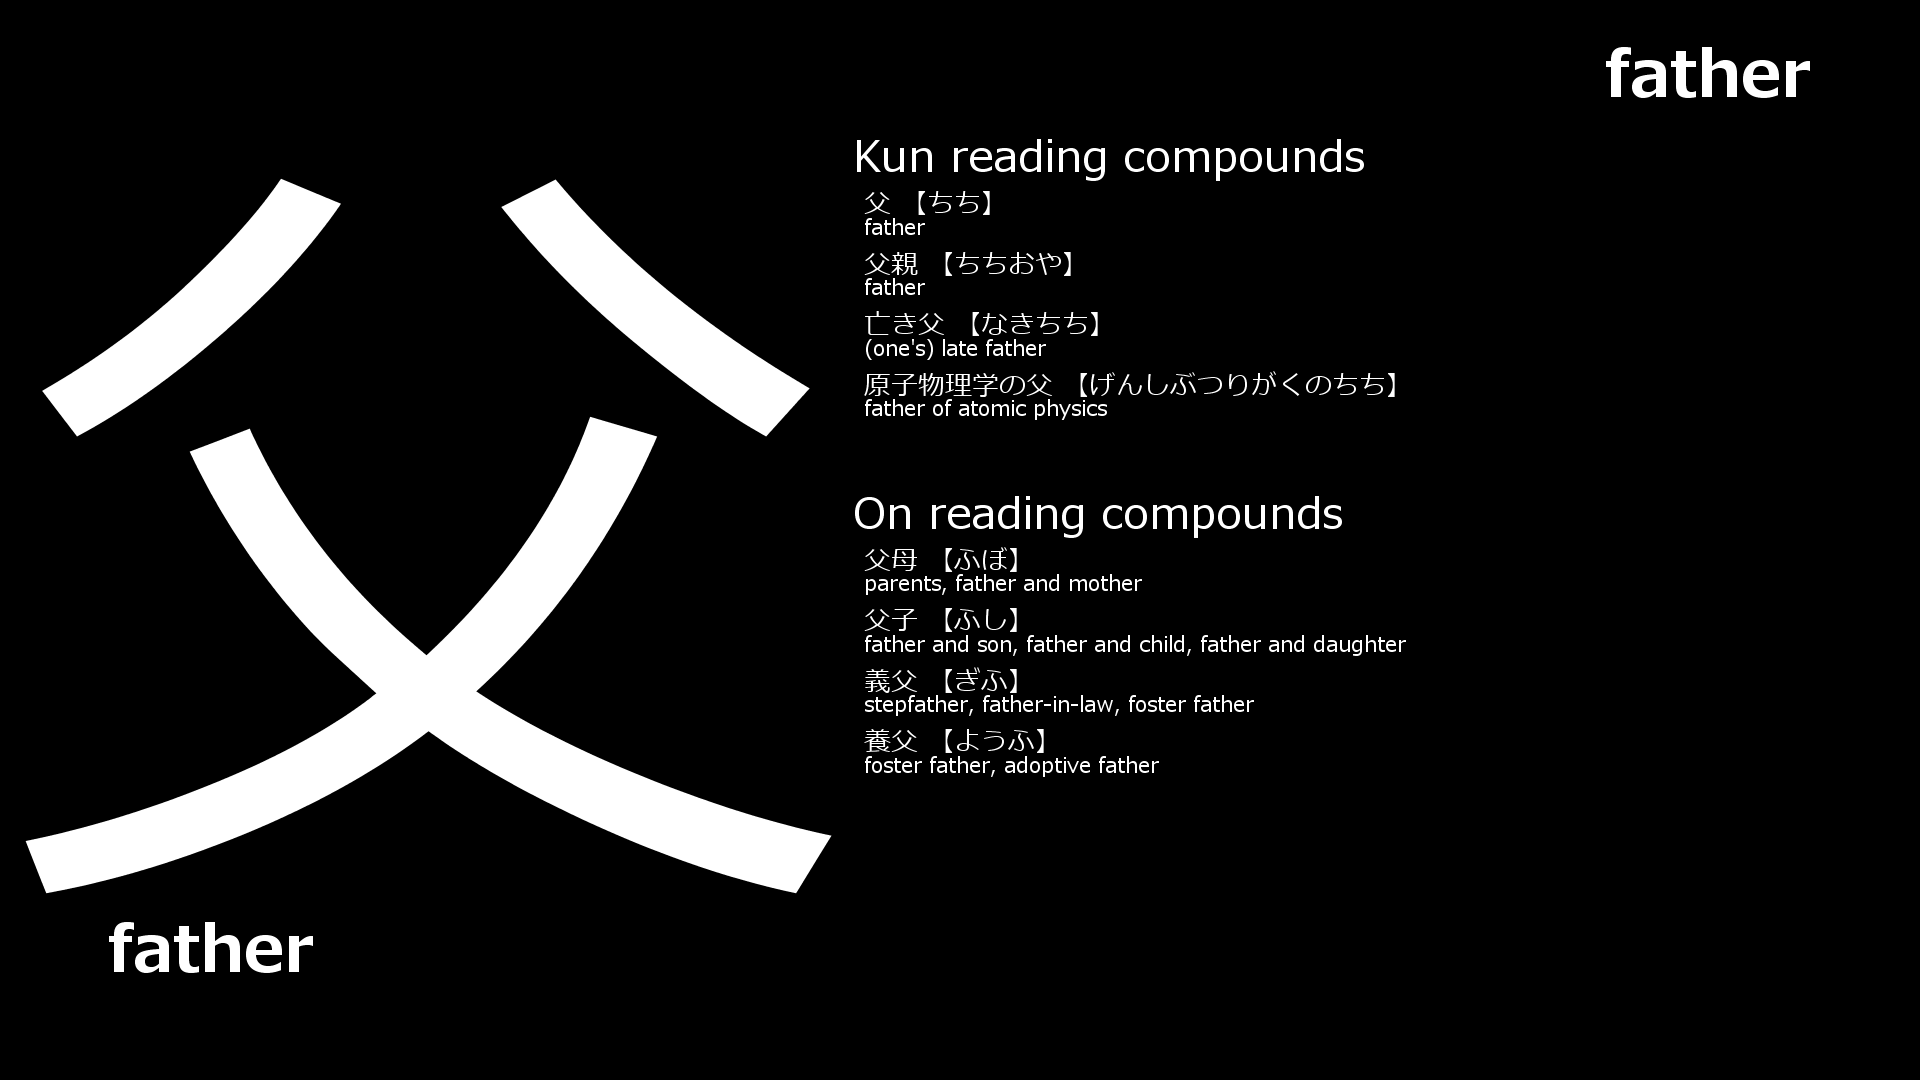 father
父
Kun reading compounds
父 【ちち】
father
父親 【ちちおや】
father
亡き父 【なきちち】
(one's) late father
原子物理学の父 【げんしぶつりがくのちち】
father of atomic physics
On reading compounds
父母 【ふぼ】
parents, father and mother
父子 【ふし】
father and son, father and child, father and daughter
義父 【ぎふ】
stepfather, father-in-law, foster father
養父 【ようふ】
foster father, adoptive father
father